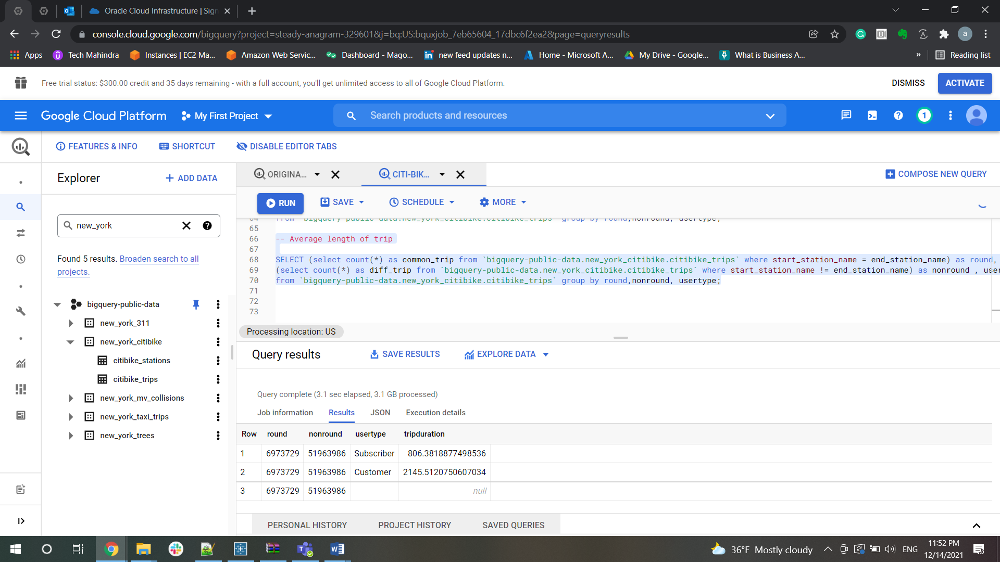 Oracle Cloud Infrastructure | Sign
console.cloud.google.com/bigquery?project=steady-anagram-329601&j=bq:US:bquxjob_7eb65604_17dbc6f2ea2&page=queryresults
a
Apps
Tech Mahindra
Instances | EC2 Ma...
Amazon Web Servic...
Dashboard - Mago...
new feed updates n...
Home - Microsoft A...
My Drive - Google...
What is Business A...
»
Reading list
Free trial status: $300.00 credit and 35 days remaining - with a full account, you'll get unlimited access to all of Google Cloud Platform.
DISMISS
ACTIVATE
Google Cloud Platform
My First Project
Search products and resources
1
FEATURES & INFO
SHORTCUT
DISABLE EDITOR TABS
Explorer
+ ADD DATA
ORIGINA...
CITI-BIK...
COMPOSE NEW QUERY
RUN
SAVE
SCHEDULE
MORE
new_york
Found 5 results. Broaden search to all
projects.
bigquery-public-data
new_york_311
new_york_citibike
citibike_stations
citibike_trips
new_york_mv_collisions
new_york_taxi_trips
new_york_trees
64 from `bigquery-public-data.new_york_citibike.citibike_trips` group by round,nonround, usertype;
65
66 -- Average length of trip
67
68 SELECT (select count(*) as common_trip from `bigquery-public-data.new_york_citibike.citibike_trips` where start_station_name = end_station_name) as round,
69 (select count(*) as diff_trip from `bigquery-public-data.new_york_citibike.citibike_trips` where start_station_name != end_station_name) as nonround , user
70 from `bigquery-public-data.new_york_citibike.citibike_trips` group by round,nonround, usertype;
71
72
73
Processing location: US
Query results
SAVE RESULTS
EXPLORE DATA
Query complete (3.1 sec elapsed, 3.1 GB processed)
Job information
Results
JSON
Execution details
Row round nonround usertype tripduration
1 6973729 51963986 Subscriber 806.3818877498536
2 6973729 51963986 Customer 2145.5120750607034
3 6973729 51963986 null
PERSONAL HISTORY
PROJECT HISTORY
SAVED QUERIES
36°F Mostly cloudy
ENG
11:52 PM
12/14/2021